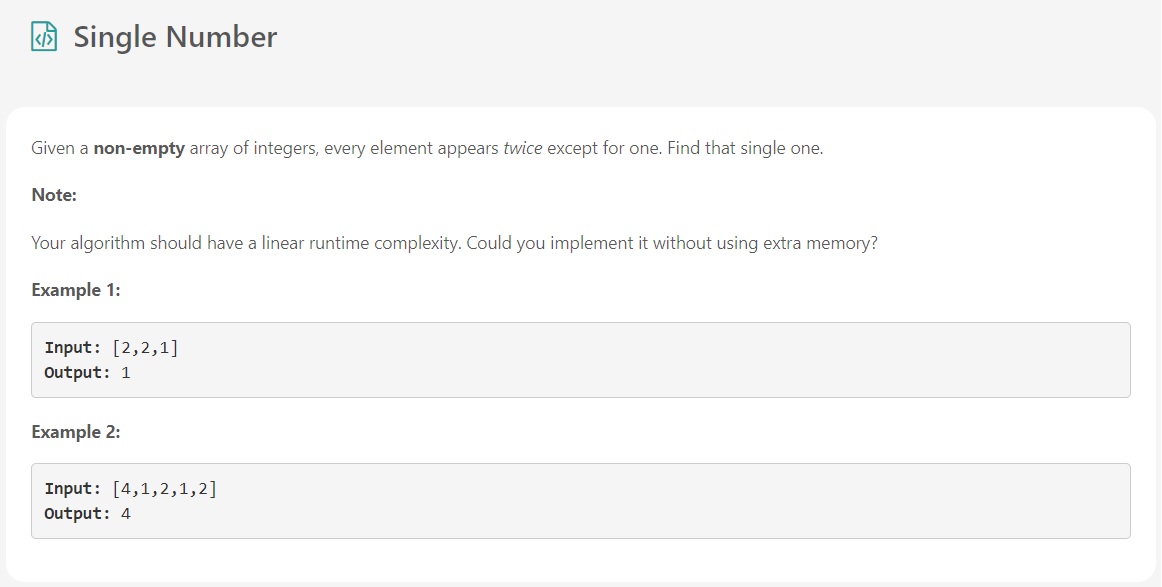 Single Number
Given a non-empty array of integers, every element appears twice except for one. Find that single one.
Note:
Your algorithm should have a linear runtime complexity. Could you implement it without using extra memory?
Example 1:
Input: [2,2,1]
Output: 1
Example 2:
Input: [4,1,2,1,2]
Output: 4